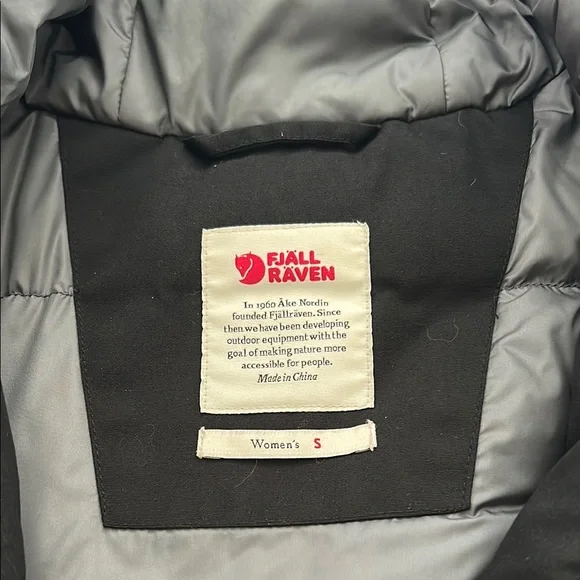 FJÄLL
RÄVEN
In 1960 Åke Nordin
founded Fjällräven. Since
then we have been developing
outdoor equipment with the
goal of making nature more
accessible for people.
Made in China
Women's S